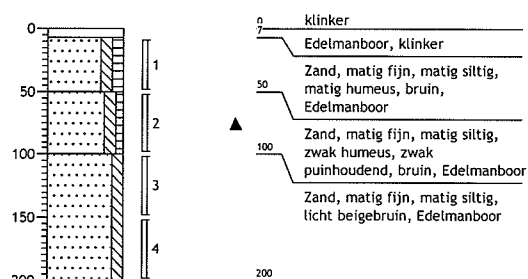 0
50
100
150
200
1
2
3
4
0
klinker
7
Edelmanboor, klinker
Zand, matig fijn, matig siltig,
matig humeus, bruin,
Edelmanboor
50
Zand, matig fijn, matig siltig,
zwak humeus, zwak
puinhoudend, bruin, Edelmanboor
100
Zand, matig fijn, matig siltig,
licht beigebruin, Edelmanboor
200